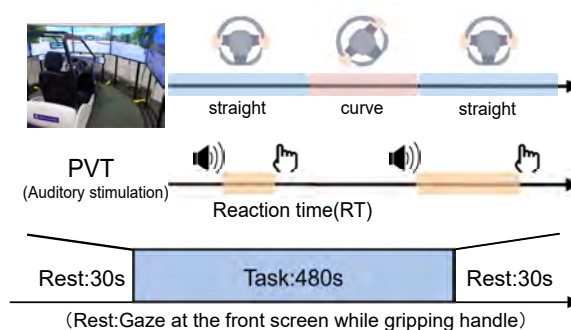 straight curve straight
PVT
(Auditory stimulation)
Reaction time(RT)
Rest:30s Task:480s Rest:30s
（Rest:Gaze at the front screen while gripping handle）